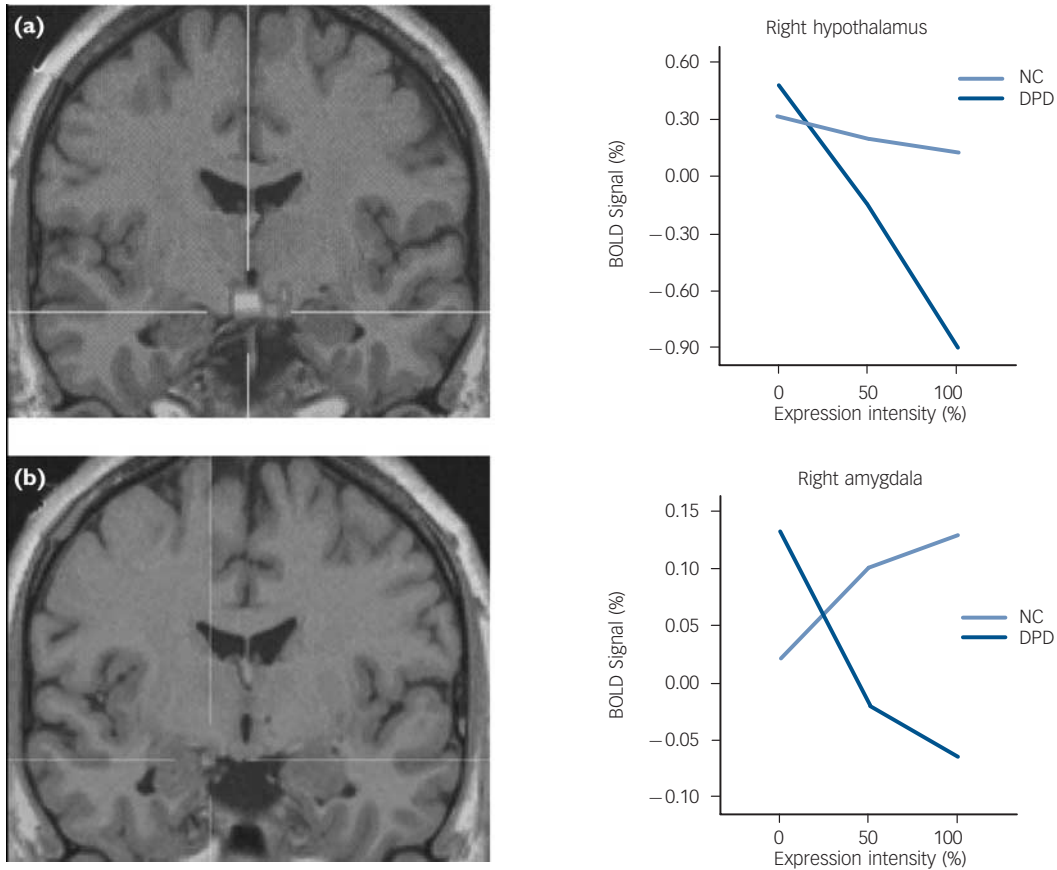 (a)
Right hypothalamus
NC
DPD
BOLD Signal (%)
0.60
0.30
0.00
−0.30
−0.60
−0.90
0 50 100
Expression intensity (%)
(b)
Right amygdala
NC
DPD
BOLD Signal (%)
0.15
0.10
0.05
0.00
−0.05
−0.10
0 50 100
Expression intensity (%)